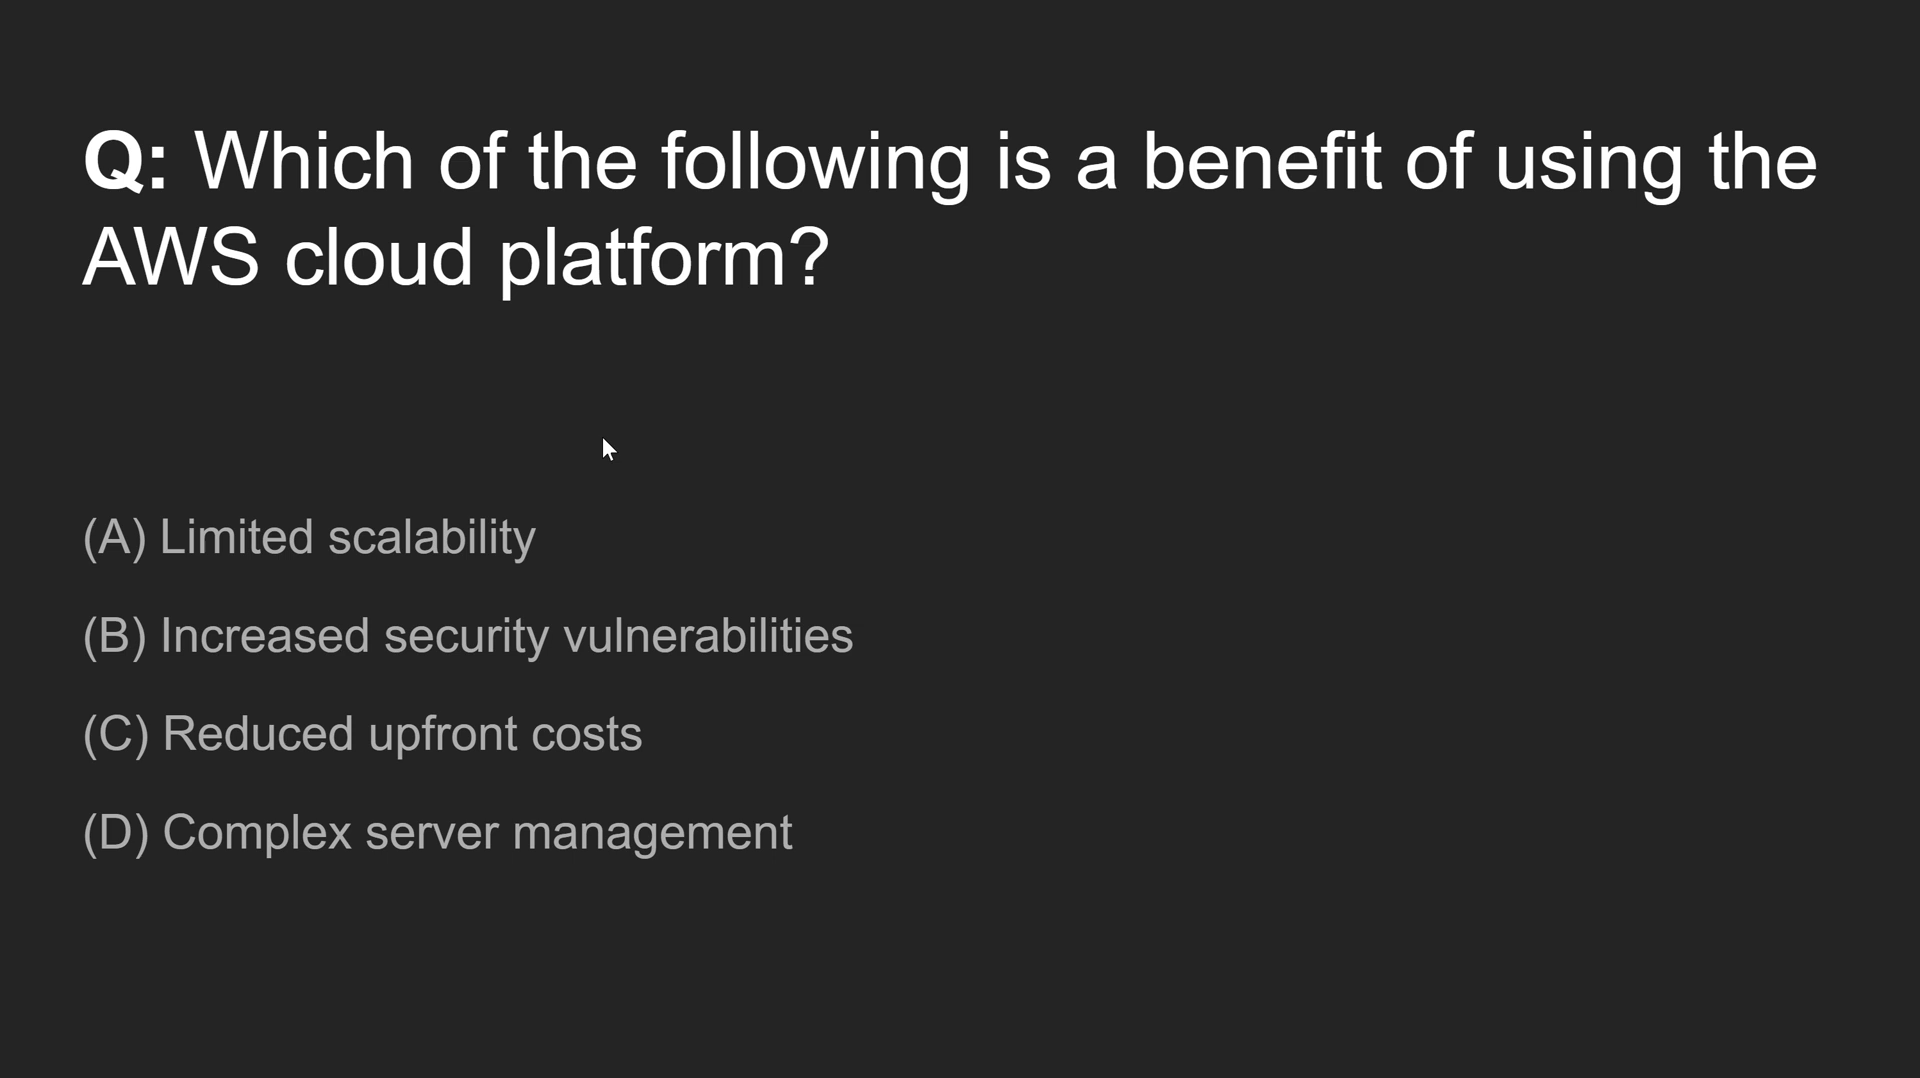 Q: Which of the following is a benefit of using the
AWS cloud platform?
(A) Limited scalability
(B) Increased security vulnerabilities
(C) Reduced upfront costs
(D) Complex server management